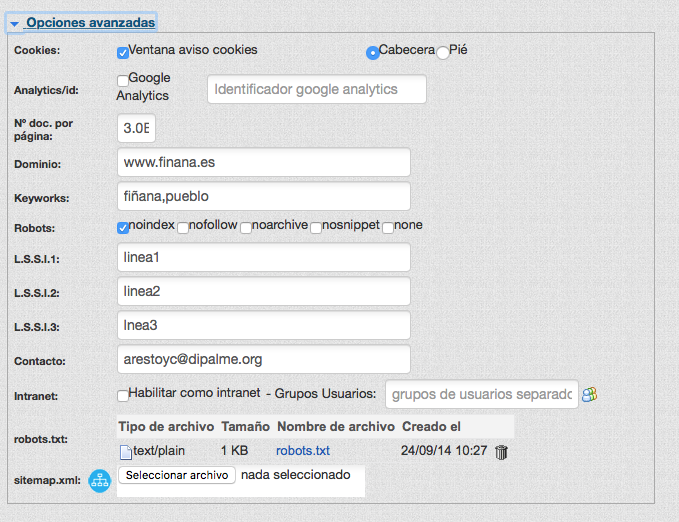 Opciones avanzadas
Cookies: Ventana aviso cookies Cabecera Pié
Analytics/id: Google Analytics Identificador google analytics
Nº doc. por página: 3.0E
Dominio: www.finana.es
Keyworks: fiñana,pueblo
Robots: noindex nofollow noarchive nosnippet none
L.S.S.I.1: linea1
L.S.S.I.2: linea2
L.S.S.I.3: lnea3
Contacto: arestoyc@dipalme.org
Intranet: Habilitar como intranet - Grupos Usuarios: grupos de usuarios separado
Tipo de archivo Tamaño Nombre de archivo Creado el
robots.txt: text/plain 1 KB robots.txt 24/09/14 10:27
sitemap.xml: Seleccionar archivo nada seleccionado